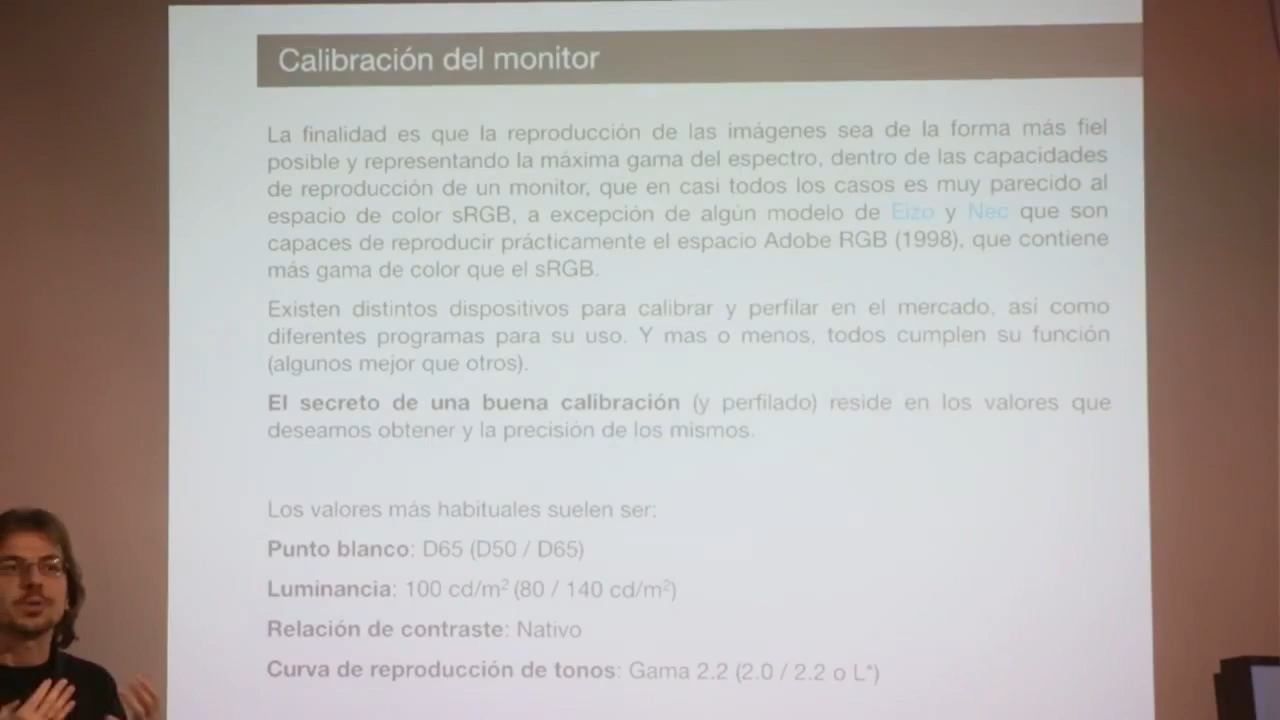 Calibración del monitor
La finalidad es que la reproducción de las imágenes sea de la forma más fiel
posible y representando la máxima gama del espectro, dentro de las capacidades
de reproducción de un monitor, que en casi todos los casos es muy parecido al
espacio de color sRGB, a excepción de algún modelo de Eizo y Nec que son
capaces de reproducir prácticamente el espacio Adobe RGB (1998), que contiene
más gama de color que el sRGB.
Existen distintos dispositivos para calibrar y perfilar en el mercado, así como
diferentes programas para su uso. Y mas o menos, todos cumplen su función
(algunos mejor que otros).
El secreto de una buena calibración (y perfilado) reside en los valores que
deseamos obtener y la precisión de los mismos.
Los valores más habituales suelen ser:
Punto blanco: D65 (D50 / D65)
Luminancia: 100 cd/m² (80 / 140 cd/m²)
Relación de contraste: Nativo
Curva de reproducción de tonos: Gama 2.2 (2.0 / 2.2 o L*)